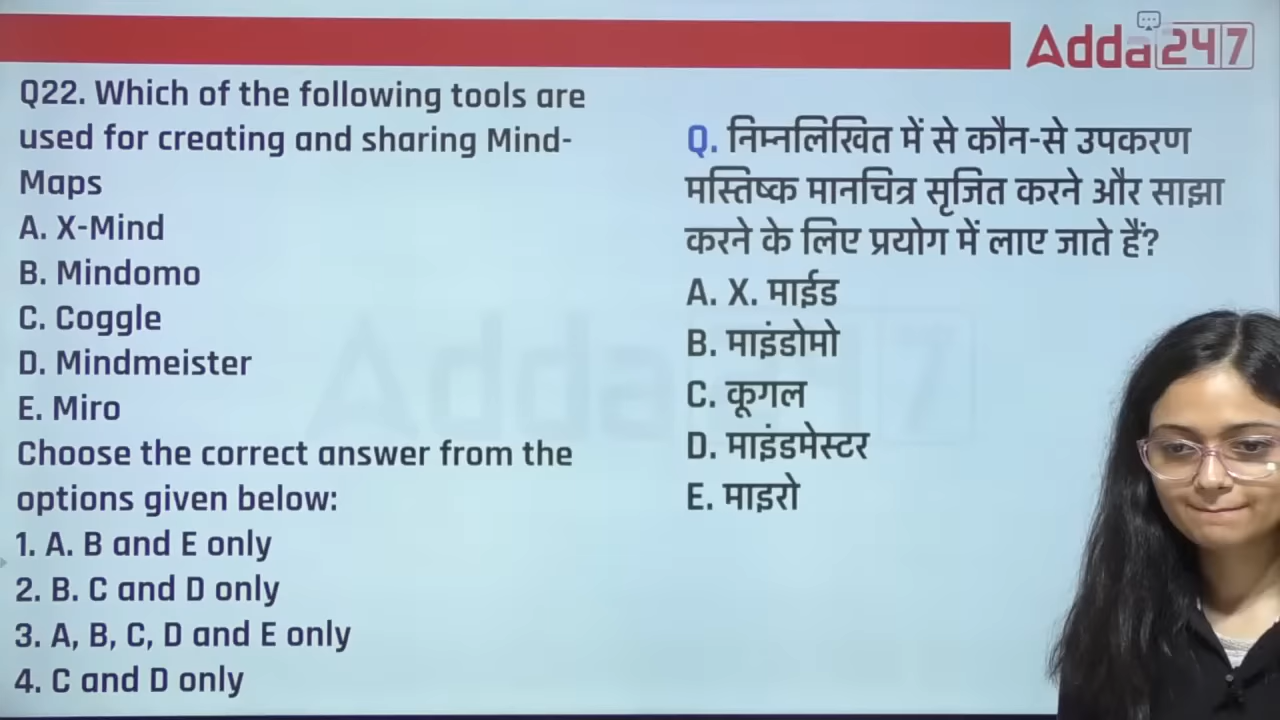 Adda247
Q22. Which of the following tools are
used for creating and sharing Mind-
Maps
A. X-Mind
B. Mindomo
C. Coggle
D. Mindmeister
E. Miro
Choose the correct answer from the
options given below:
1. A. B and E only
2. B. C and D only
3. A, B, C, D and E only
4. C and D only
Q. निम्नलिखित में से कौन-से उपकरण
मस्तिष्क मानचित्र सृजित करने और साझा
करने के लिए प्रयोग में लाए जाते हैं?
A. X. माईड
B. माइंडोमो
C. कूगल
D. माइंडमेस्टर
E. माइरो
Adda247